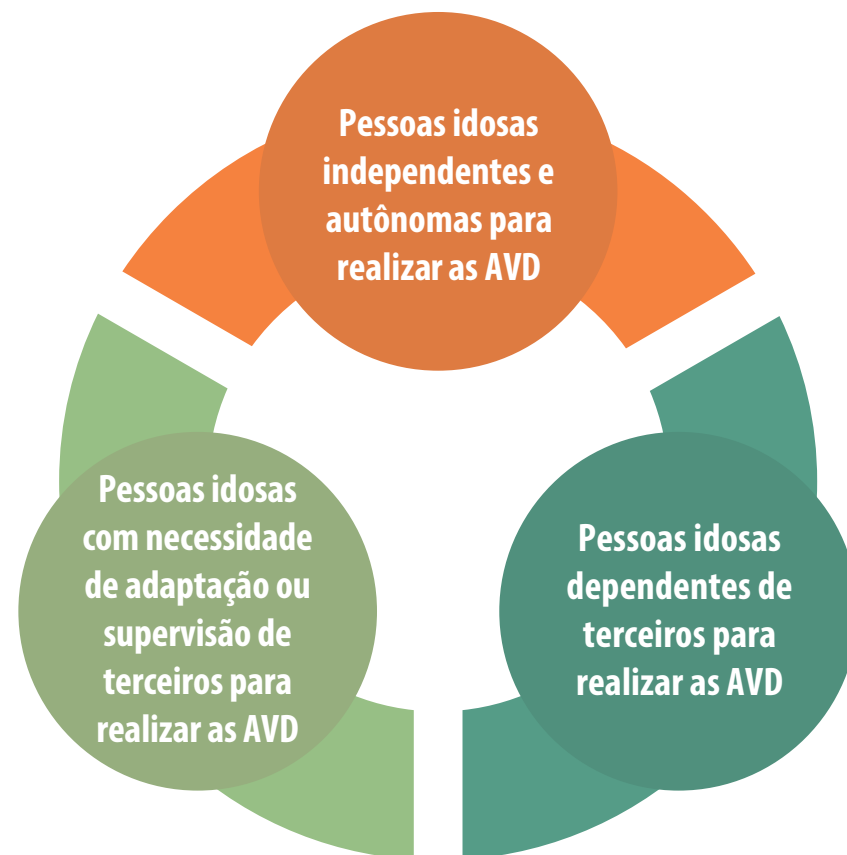 Pessoas idosas
independentes e
autônomas para
realizar as AVD
Pessoas idosas
com necessidade
de adaptação ou
supervisão de
terceiros para
realizar as AVD
Pessoas idosas
dependentes de
terceiros para
realizar as AVD